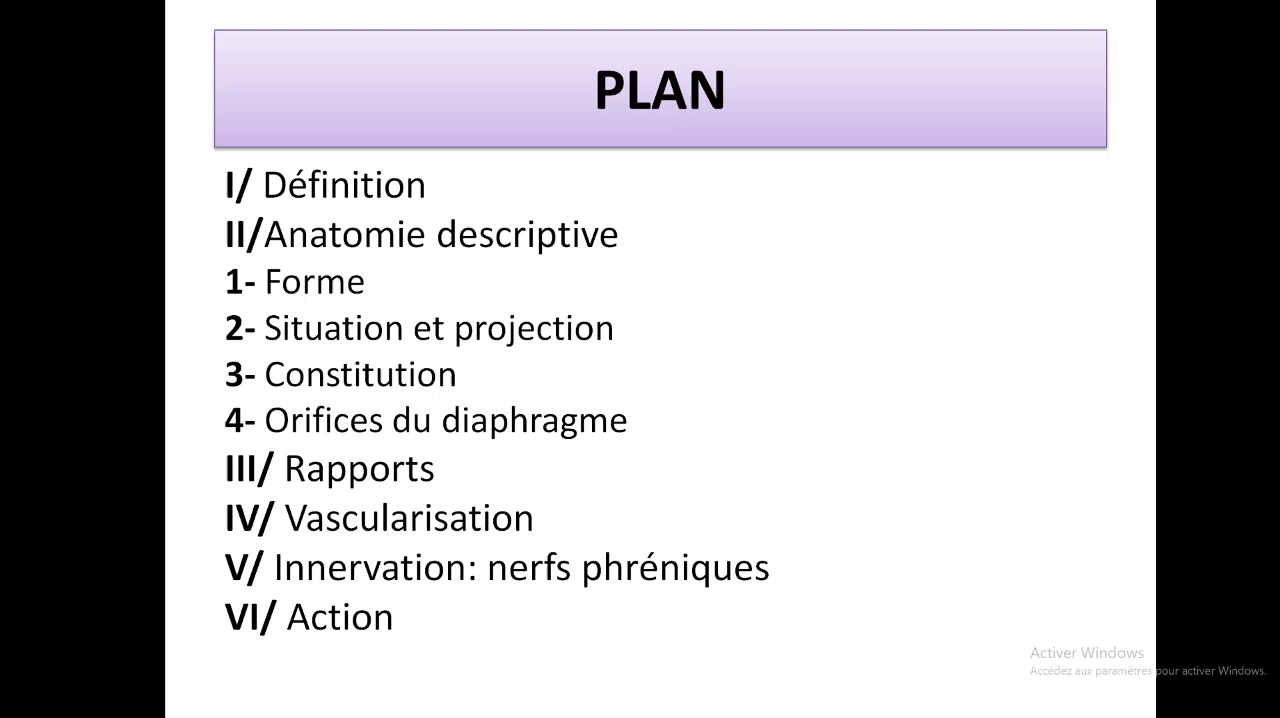 PLAN
I/ Définition
II/Anatomie descriptive
1- Forme
2- Situation et projection
3- Constitution
4- Orifices du diaphragme
III/ Rapports
IV/ Vascularisation
V/ Innervation: nerfs phréniques
VI/ Action
Activer Windows
Accédez aux paramètres pour activer Windows.